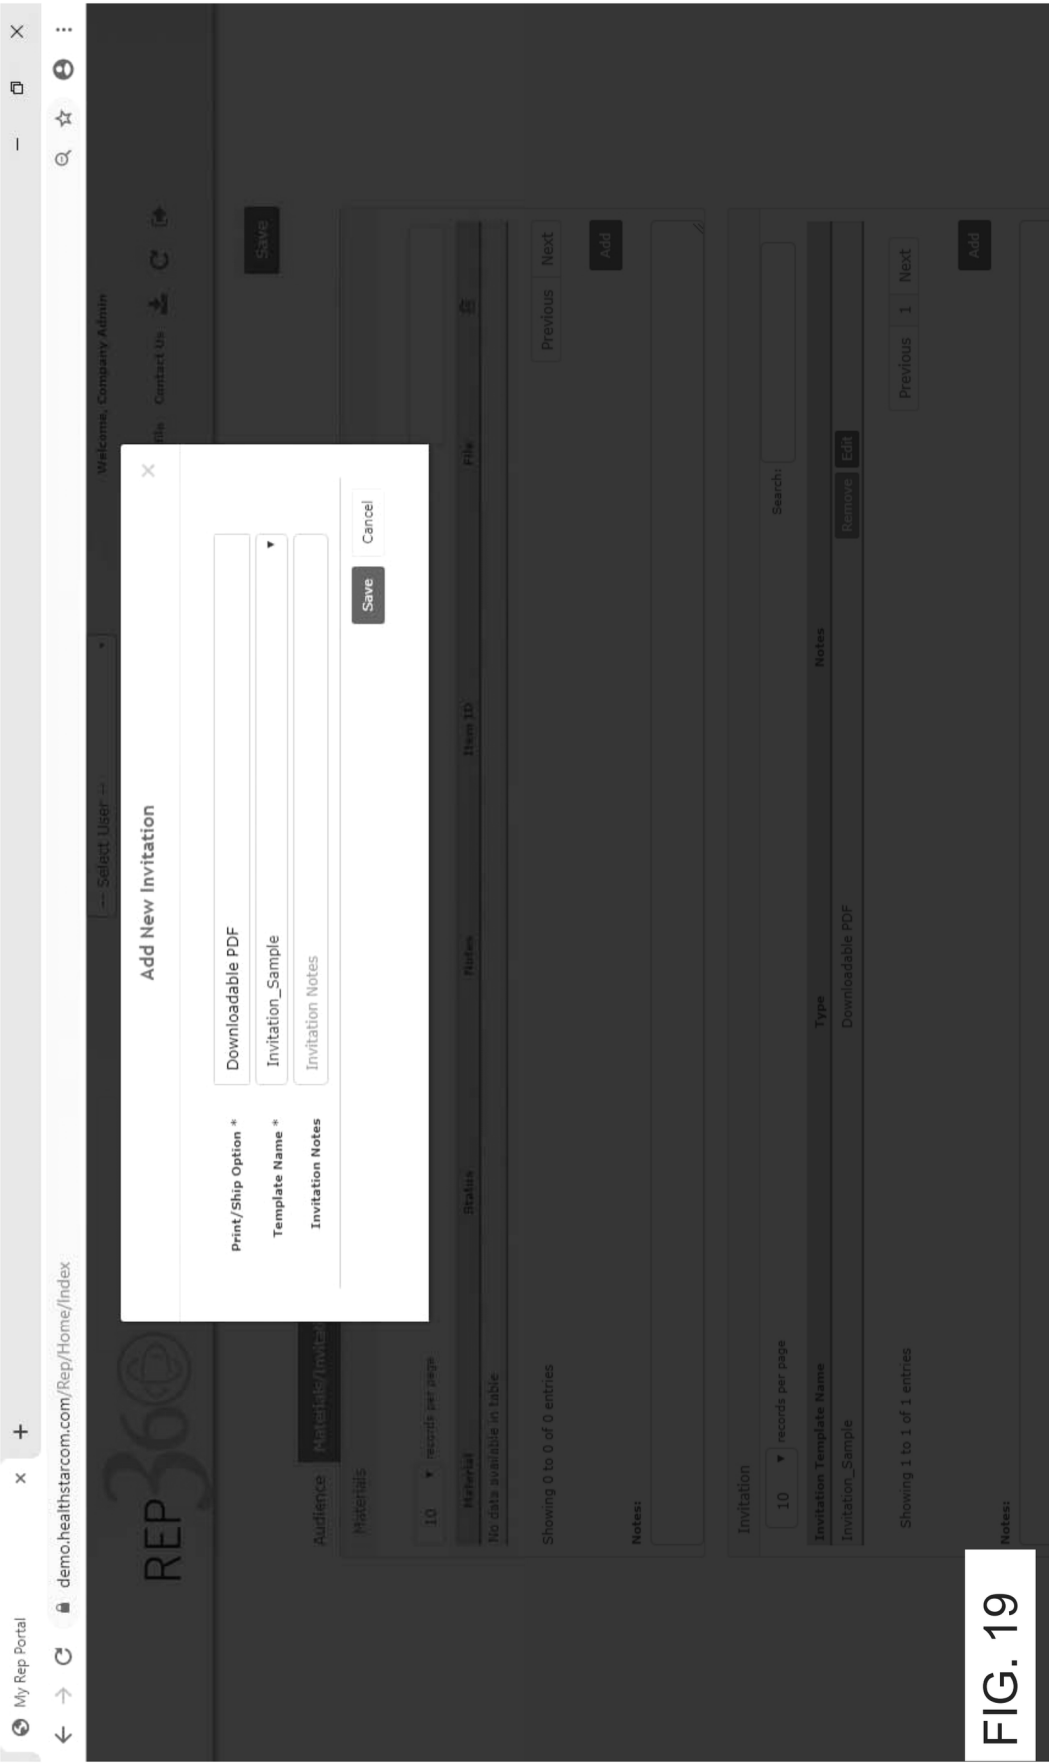 My Rep Portal
demo.healthstarcom.com/Rep/Home/Index
-- Select User --
Welcome, Company Admin
REP 360
file Contact Us
Save
Add New Invitation
Print/Ship Option *
Downloadable PDF
Template Name *
Invitation_Sample
Invitation Notes
Invitation Notes
Save Cancel
Audience Materials/Invitat
Materials
10 records per page
Material Status Notes Item ID File
No data available in table
Showing 0 to 0 of 0 entries
Previous Next
Add
Notes:
Invitation
10 records per page
Search:
Invitation Template Name Type Notes
Invitation_Sample Downloadable PDF Remove Edit
Showing 1 to 1 of 1 entries
Previous 1 Next
Add
Notes:
FIG. 19